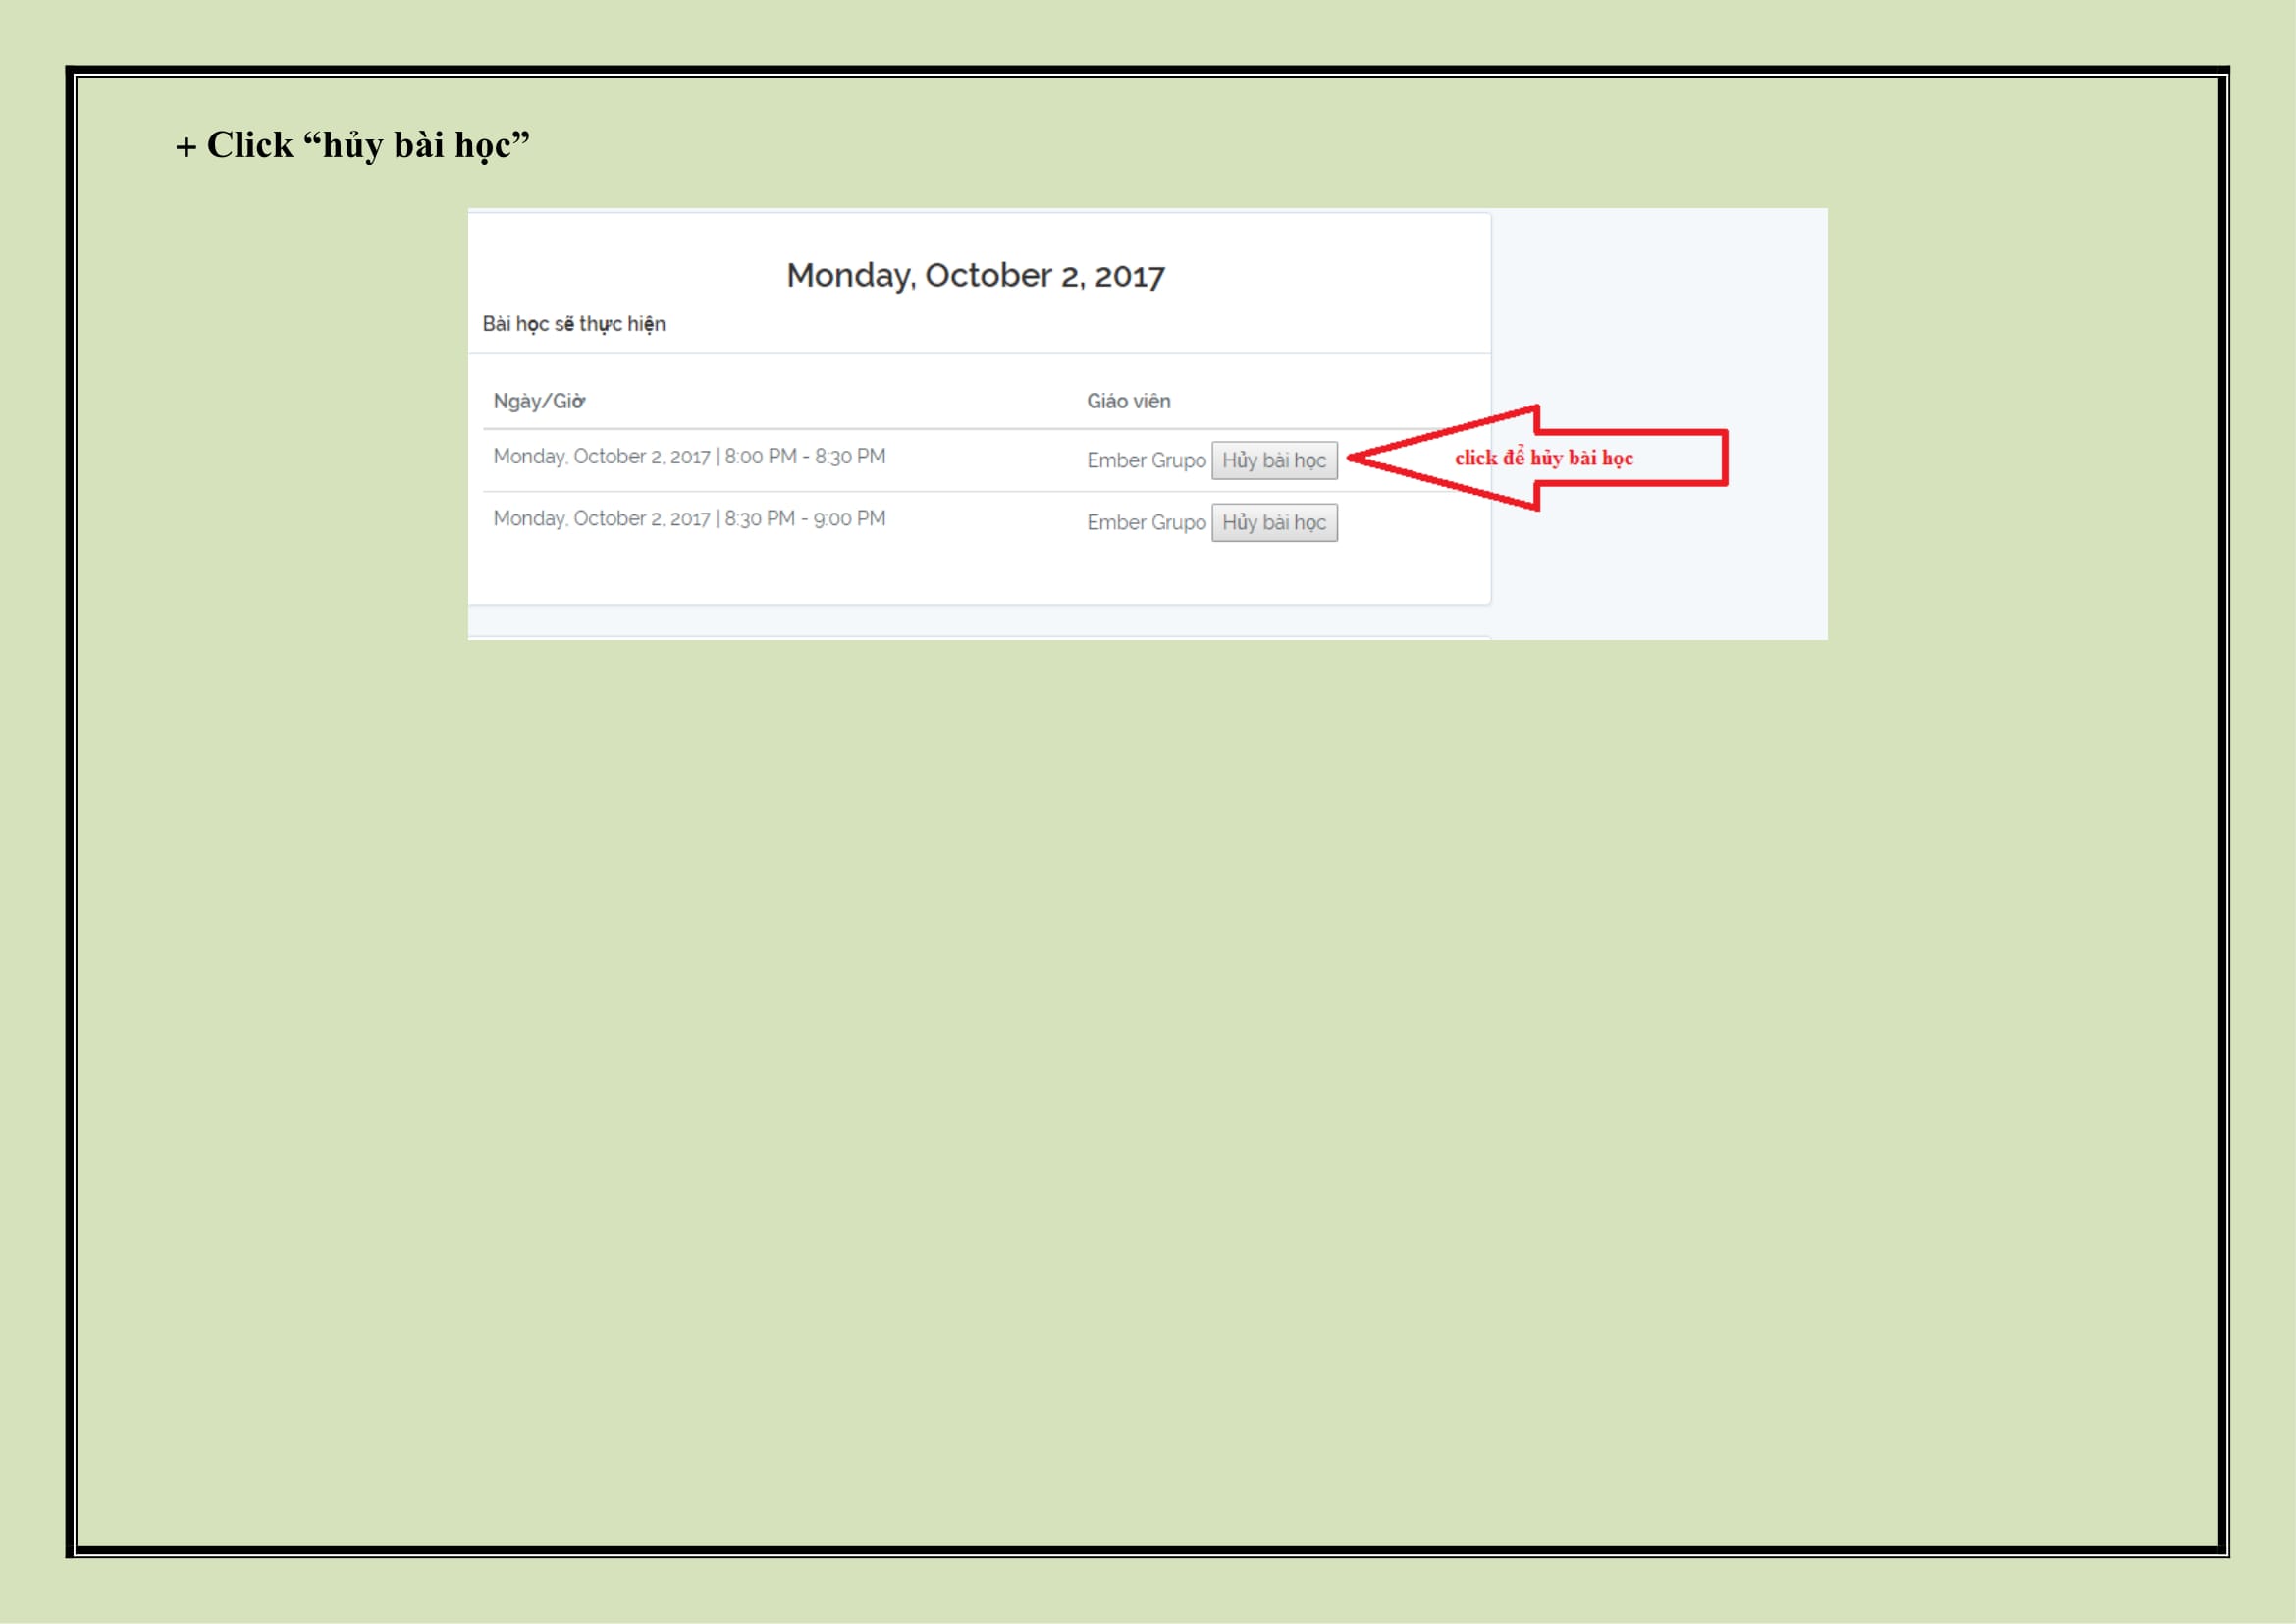 + Click “hủy bài học”
Monday, October 2, 2017
Bài học sẽ thực hiện
Ngày/Giờ Giáo viên
Monday, October 2, 2017 | 8:00 PM - 8:30 PM Ember Grupo Hủy bài học click để hủy bài học
Monday, October 2, 2017 | 8:30 PM - 9:00 PM Ember Grupo Hủy bài học